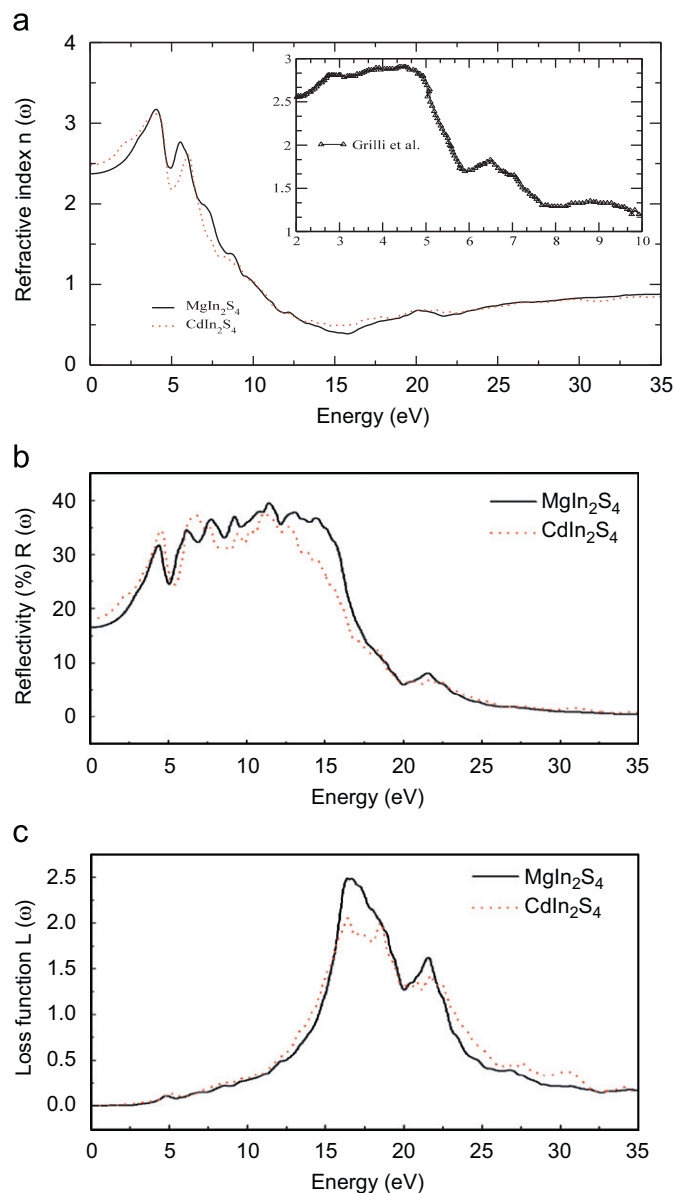 a
Refractive index n (ω)
4
3
2
1
0
3
2.5
2
1.5
1
Grilli et al.
2 3 4 5 6 7 8 9 10
MgIn₂S₄
CdIn₂S₄
0 5 10 15 20 25 30 35
Energy (eV)
b
Reflectivity (%) R (ω)
40
30
20
10
0
MgIn₂S₄
CdIn₂S₄
0 5 10 15 20 25 30 35
Energy (eV)
c
Loss function L (ω)
2.5
2.0
1.5
1.0
0.5
0.0
MgIn₂S₄
CdIn₂S₄
0 5 10 15 20 25 30 35
Energy (eV)